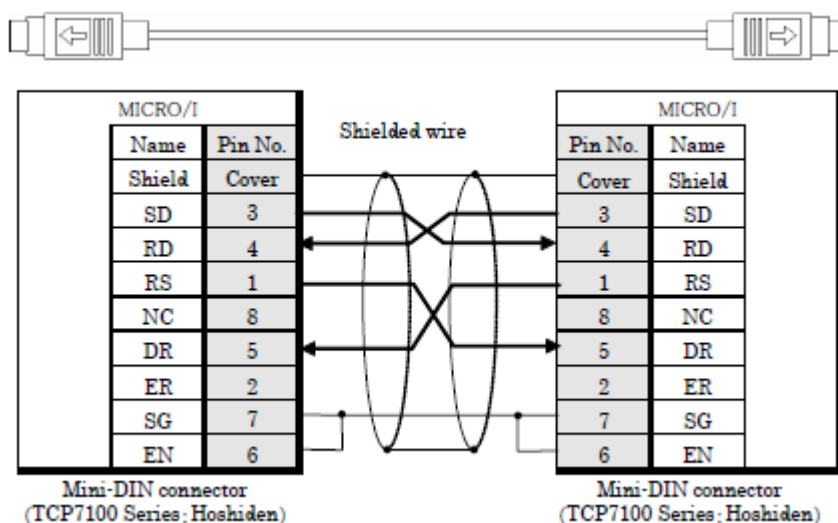 MICRO/I MICRO/I
Name Pin No. Shielded wire Pin No. Name
Shield Cover Cover Shield
SD 3 3 SD
RD 4 4 RD
RS 1 1 RS
NC 8 8 NC
DR 5 5 DR
ER 2 2 ER
SG 7 7 SG
EN 6 6 EN
Mini-DIN connector Mini-DIN connector
(TCP7100 Series; Hoshiden) (TCP7100 Series; Hoshiden)